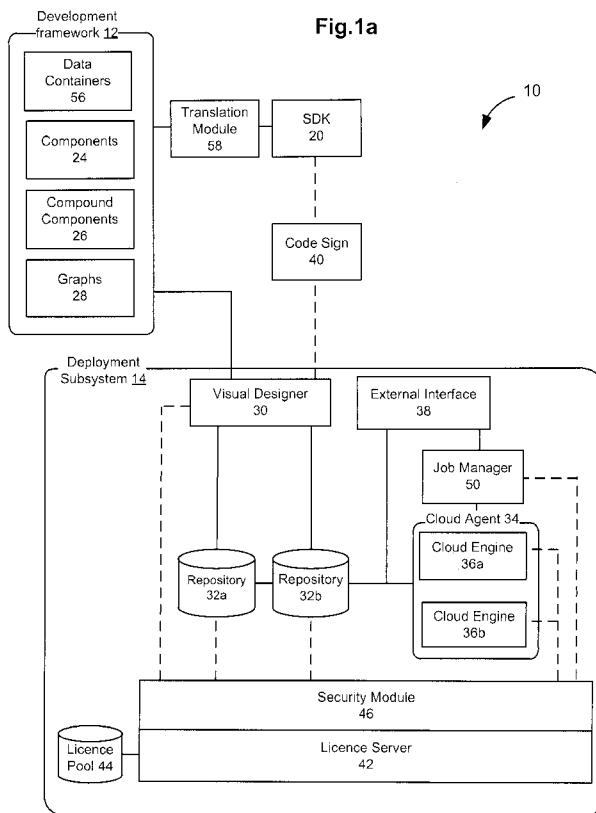 Fig.1a
10
Development
framework 12
Data
Containers
56
Components
24
Compound
Components
26
Graphs
28
Translation
Module
58
SDK
20
Code Sign
40
Deployment
Subsystem 14
Visual Designer
30
External Interface
38
Job Manager
50
Cloud Agent 34
Cloud Engine
36a
Cloud Engine
36b
Repository
32a
Repository
32b
Security Module
46
Licence Server
42
Licence
Pool 44